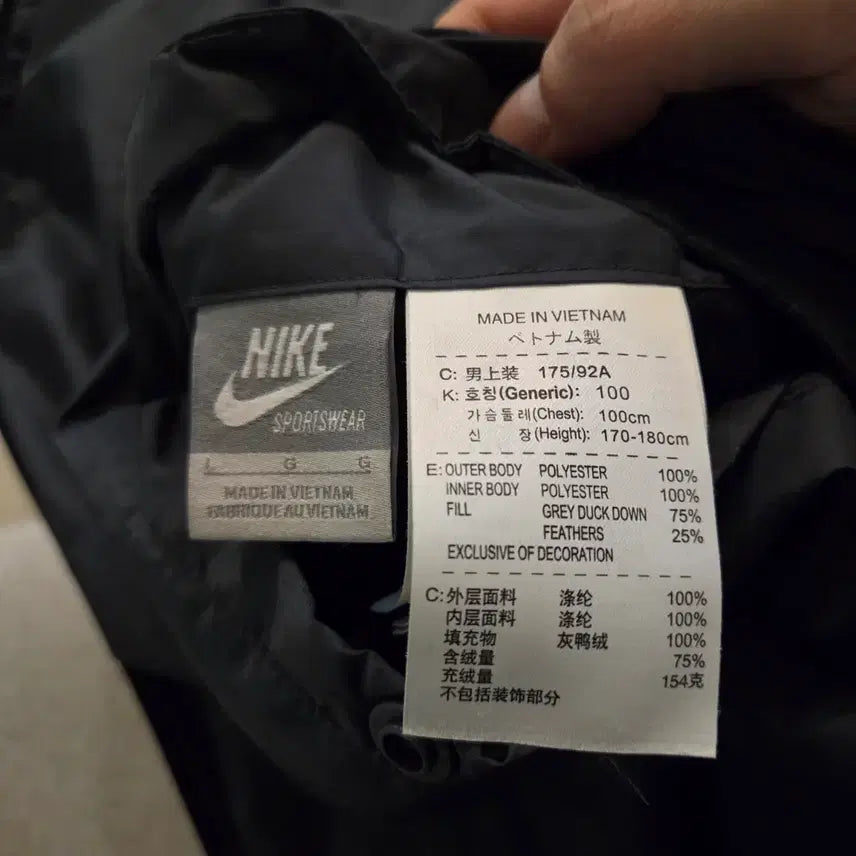 NIKE
SPORTSWEAR
L G G
MADE IN VIETNAM
FABRIQUE AU VIETNAM
MADE IN VIETNAM
ベトナム製
C: 男上装 175/92A
K: 호칭(Generic): 100
가슴둘레(Chest): 100cm
신 장(Height): 170-180cm
E: OUTER BODY POLYESTER 100%
INNER BODY POLYESTER 100%
FILL GREY DUCK DOWN 75%
FEATHERS 25%
EXCLUSIVE OF DECORATION
C: 外层面料 涤纶 100%
内层面料 涤纶 100%
填充物 灰鸭绒 100%
含绒量 75%
充绒量 154克
不包括装饰部分